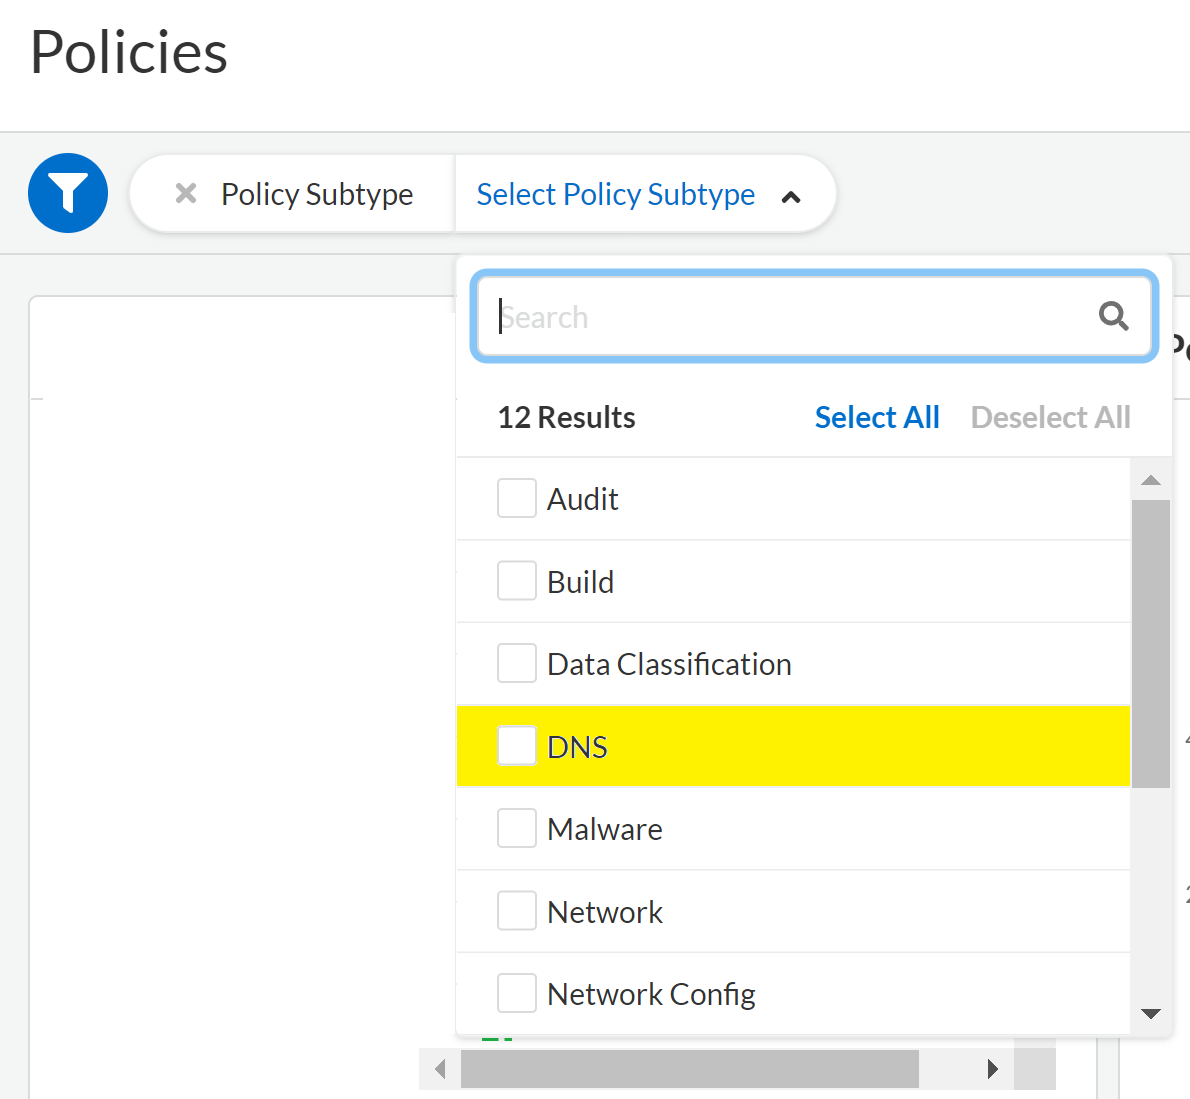 Policies
Policy Subtype Select Policy Subtype
Search
12 Results Select All Deselect All
Audit
Build
Data Classification
DNS
Malware
Network
Network Config